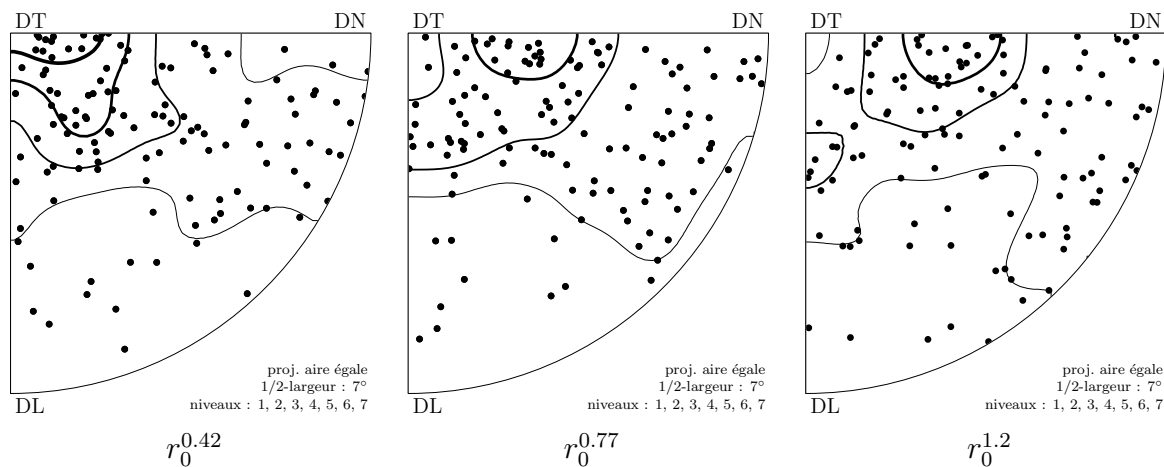 DT DN DT DN DT DN
proj. aire égale proj. aire égale proj. aire égale
1/2-largeur : 7° 1/2-largeur : 7° 1/2-largeur : 7°
DL niveaux : 1, 2, 3, 4, 5, 6, 7 DL niveaux : 1, 2, 3, 4, 5, 6, 7 DL niveaux : 1, 2, 3, 4, 5, 6, 7
r_0^{0.42} r_0^{0.77} r_0^{1.2}